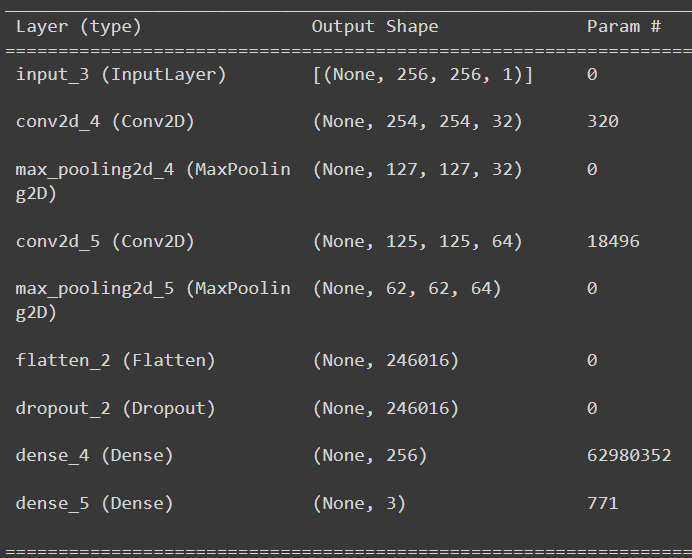 Layer (type) Output Shape Param #
=================================================================
input_3 (InputLayer) [(None, 256, 256, 1)] 0
conv2d_4 (Conv2D) (None, 254, 254, 32) 320
max_pooling2d_4 (MaxPoolin (None, 127, 127, 32) 0
g2D)
conv2d_5 (Conv2D) (None, 125, 125, 64) 18496
max_pooling2d_5 (MaxPoolin (None, 62, 62, 64) 0
g2D)
flatten_2 (Flatten) (None, 246016) 0
dropout_2 (Dropout) (None, 246016) 0
dense_4 (Dense) (None, 256) 62980352
dense_5 (Dense) (None, 3) 771
=================================================================